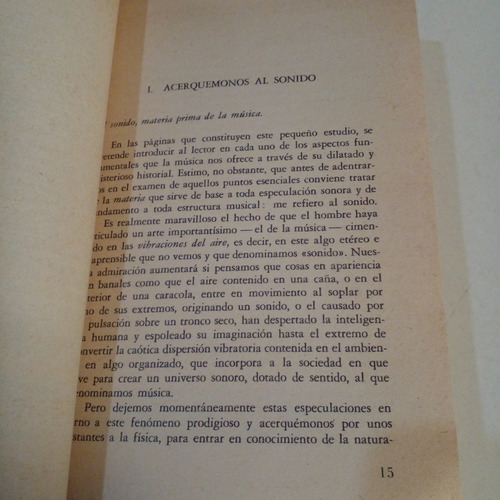 I. ACERQUEMONOS AL SONIDO
sonido, materia prima de la música.
En las páginas que constituyen este pequeño estudio, se
etende introducir al lector en cada uno de los aspectos fun-
mentales que la música nos ofrece a través de su dilatado y
isterioso historial. Estimo, no obstante, que antes de adentrar-
os en el examen de aquellos puntos esenciales conviene tratar
e la materia que sirve de base a toda especulación sonora y de
ndamento a toda estructura musical: me refiero al sonido.
Es realmente maravilloso el hecho de que el hombre haya
ticulado un arte importantísimo — el de la música — cimen-
do en las vibraciones del aire, es decir, en este algo etéreo e
aprensible que no vemos y que denominamos «sonido». Nues-
a admiración aumentará si pensamos que cosas en apariencia
n banales como que el aire contenido en una caña, o en el
terior de una caracola, entre en movimiento al soplar por
no de sus extremos, originando un sonido, o el causado por
pulsación sobre un tronco seco, han despertado la inteligen-
a humana y espoleado su imaginación hasta el extremo de
onvertir la caótica dispersión vibratoria contenida en el ambien-
en algo organizado, que incorpora a la sociedad en que
ve para crear un universo sonoro, dotado de sentido, al que
enominamos música.
Pero dejemos momentáneamente estas especulaciones en
rno a este fenómeno prodigioso y acerquémonos por unos
stantes a la física, para entrar en conocimiento de la natura-
15